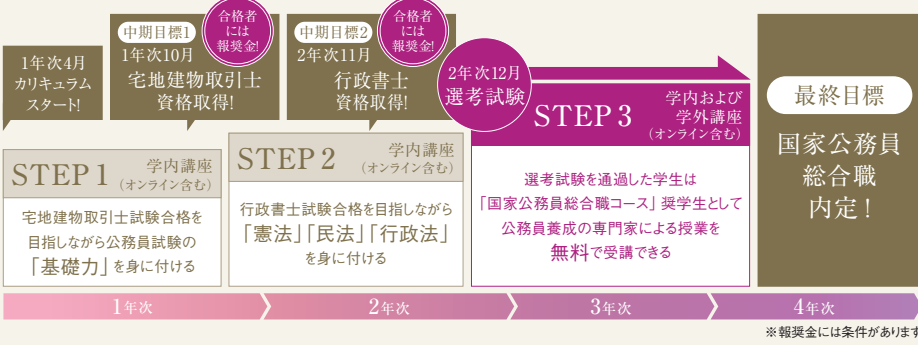 1年次4月
カリキュラム
スタート!
中期目標1
1年次10月
宅地建物取引士
資格取得!
合格者
には
報奨金!
中期目標2
2年次11月
行政書士
資格取得!
合格者
には
報奨金!
2年次12月
選考試験
STEP 1
学内講座
(オンライン含む)
宅地建物取引士試験合格を
目指しながら公務員試験の
「基礎力」を身に付ける
STEP 2
学内講座
(オンライン含む)
行政書士試験合格を目指しながら
「憲法」「民法」「行政法」
を身に付ける
STEP 3
学内および
学外講座
(オンライン含む)
選考試験を通過した学生は
「国家公務員総合職コース」奨学生として
公務員養成の専門家による授業を
無料で受講できる
最終目標
国家公務員
総合職
内定!
1年次
2年次
3年次
4年次
※報奨金には条件があります